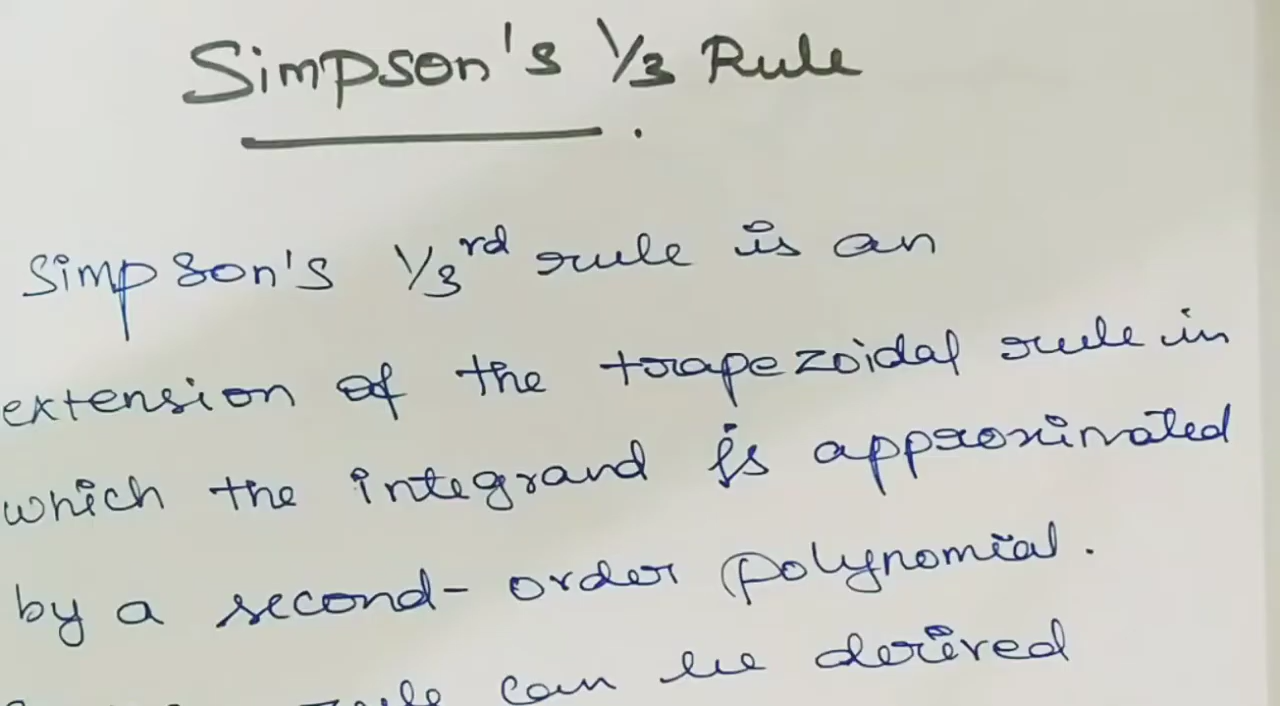 Simpson's 1/3 Rule
Simpson's 1/3rd rule is an
extension of the trapezoidal rule in
which the integrand is approximated
by a second-order polynomial.
rule can be derived